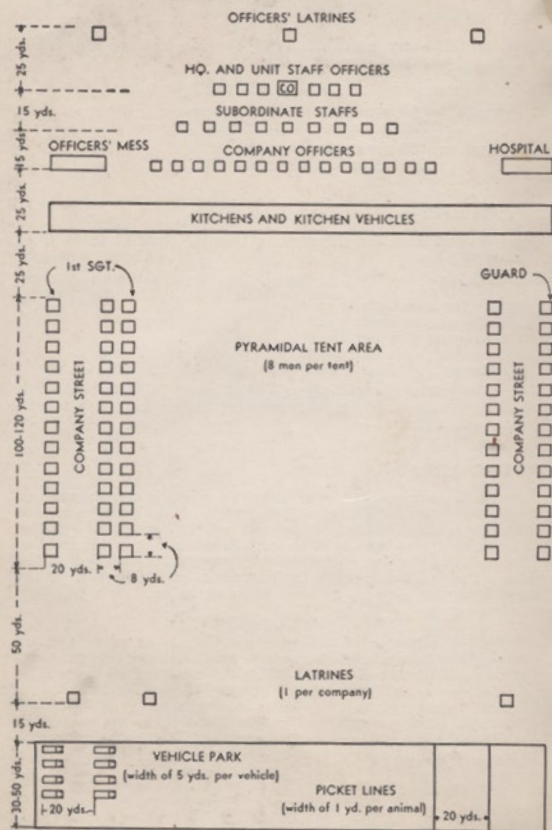 OFFICERS' LATRINES
25 yds.
HQ. AND UNIT STAFF OFFICERS
CO
15 yds.
SUBORDINATE STAFFS
OFFICERS' MESS
COMPANY OFFICERS
HOSPITAL
15 yds.
KITCHENS AND KITCHEN VEHICLES
25 yds.
1st SGT.
GUARD
25 yds.
PYRAMIDAL TENT AREA
(8 men per tent)
COMPANY STREET
COMPANY STREET
100-120 yds.
20 yds.
8 yds.
50 yds.
LATRINES
(1 per company)
15 yds.
VEHICLE PARK
(width of 5 yds. per vehicle)
PICKET LINES
(width of 1 yd. per animal)
30-50 yds.
20 yds.
20 yds.